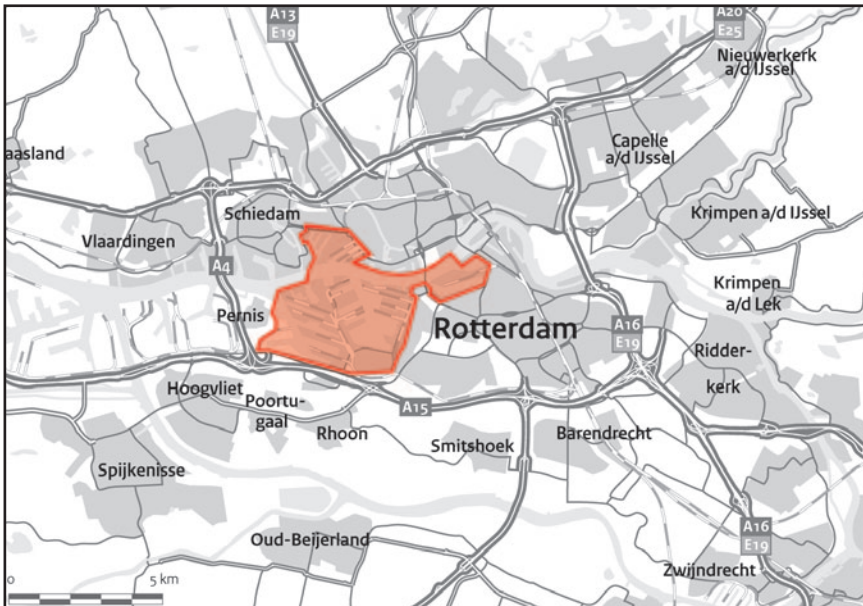 A13
E19
A20
E25
Nieuwerkerk
a/d IJssel
aasland
Capelle
a/d IJssel
Schiedam
Vlaardingen
Krimpen a/d IJssel
A4
Krimpen
a/d Lek
Pernis
Rotterdam
A16
E19
Ridder-
kerk
Hoogvliet
Poortu-
gaal
A15
Rhoon
Smitshoek
Barendrecht
Spijkenisse
A16
E19
Oud-Beijerland
Zwijndrecht
0
5 km